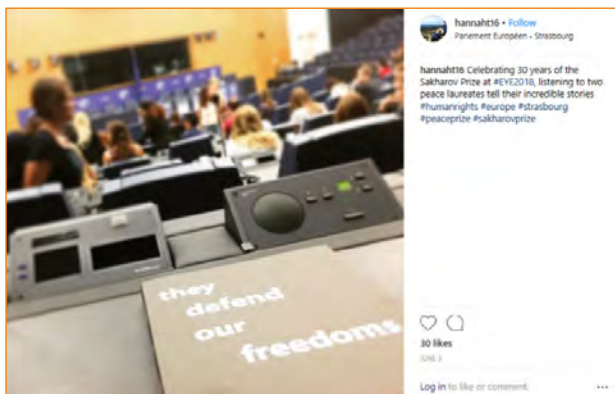 they
defend
our
freedoms
hannaht16 • Follow
Parlement Européen - Strasbourg
hannaht16 Celebrating 30 years of the
Sakharov Prize at #EYE2018, listening to two
peace laureates tell their incredible stories
#humanrights #europe #strasbourg
#peaceprize #sakharovprize
30 likes
JUNE 2
Log in to like or comment.